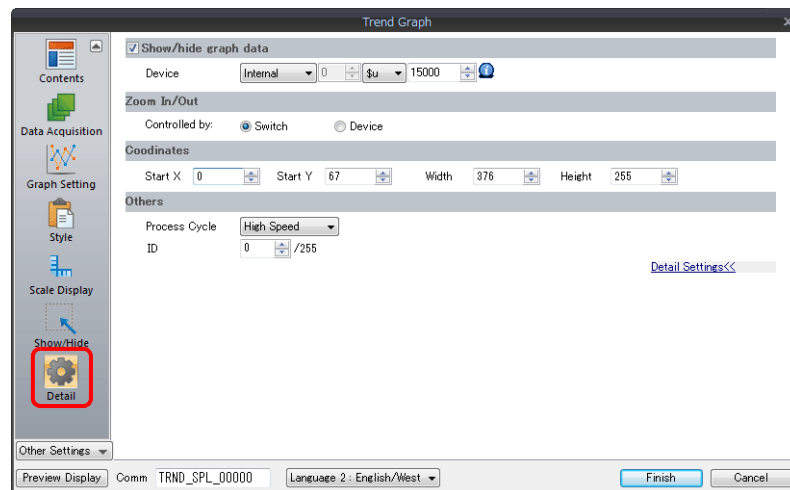 Trend Graph
Contents
Data Acquisition
Graph Setting
Style
Scale Display
Show/Hide
Detail
Other Settings
Show/hide graph data
Device Internal 0 $u 15000
Zoom In/Out
Controlled by: Switch Device
Coodinates
Start X 0 Start Y 67 Width 376 Height 255
Others
Process Cycle High Speed
ID 0 /255
Detail Settings<<
Preview Display Comm TRND_SPL_00000 Language 2 : English/West Finish Cancel